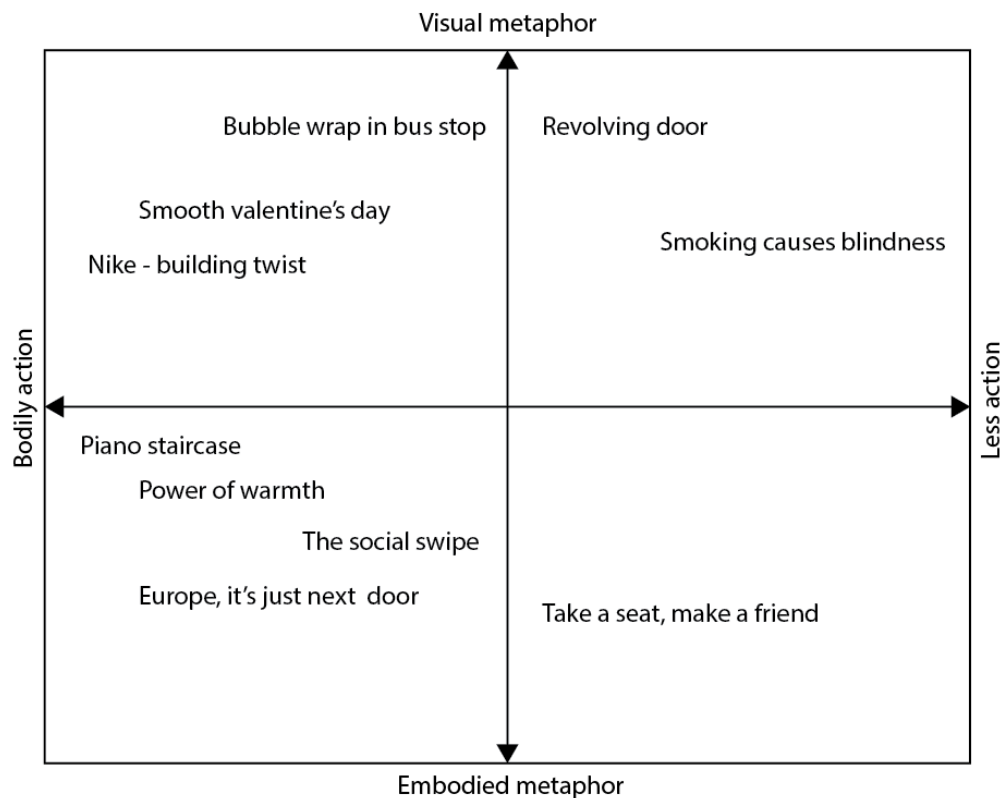 Visual metaphor
Bubble wrap in bus stop
Revolving door
Smooth valentine's day
Smoking causes blindness
Nike - building twist
Bodily action
Less action
Piano staircase
Power of warmth
The social swipe
Europe, it's just next  door
Take a seat, make a friend
Embodied metaphor